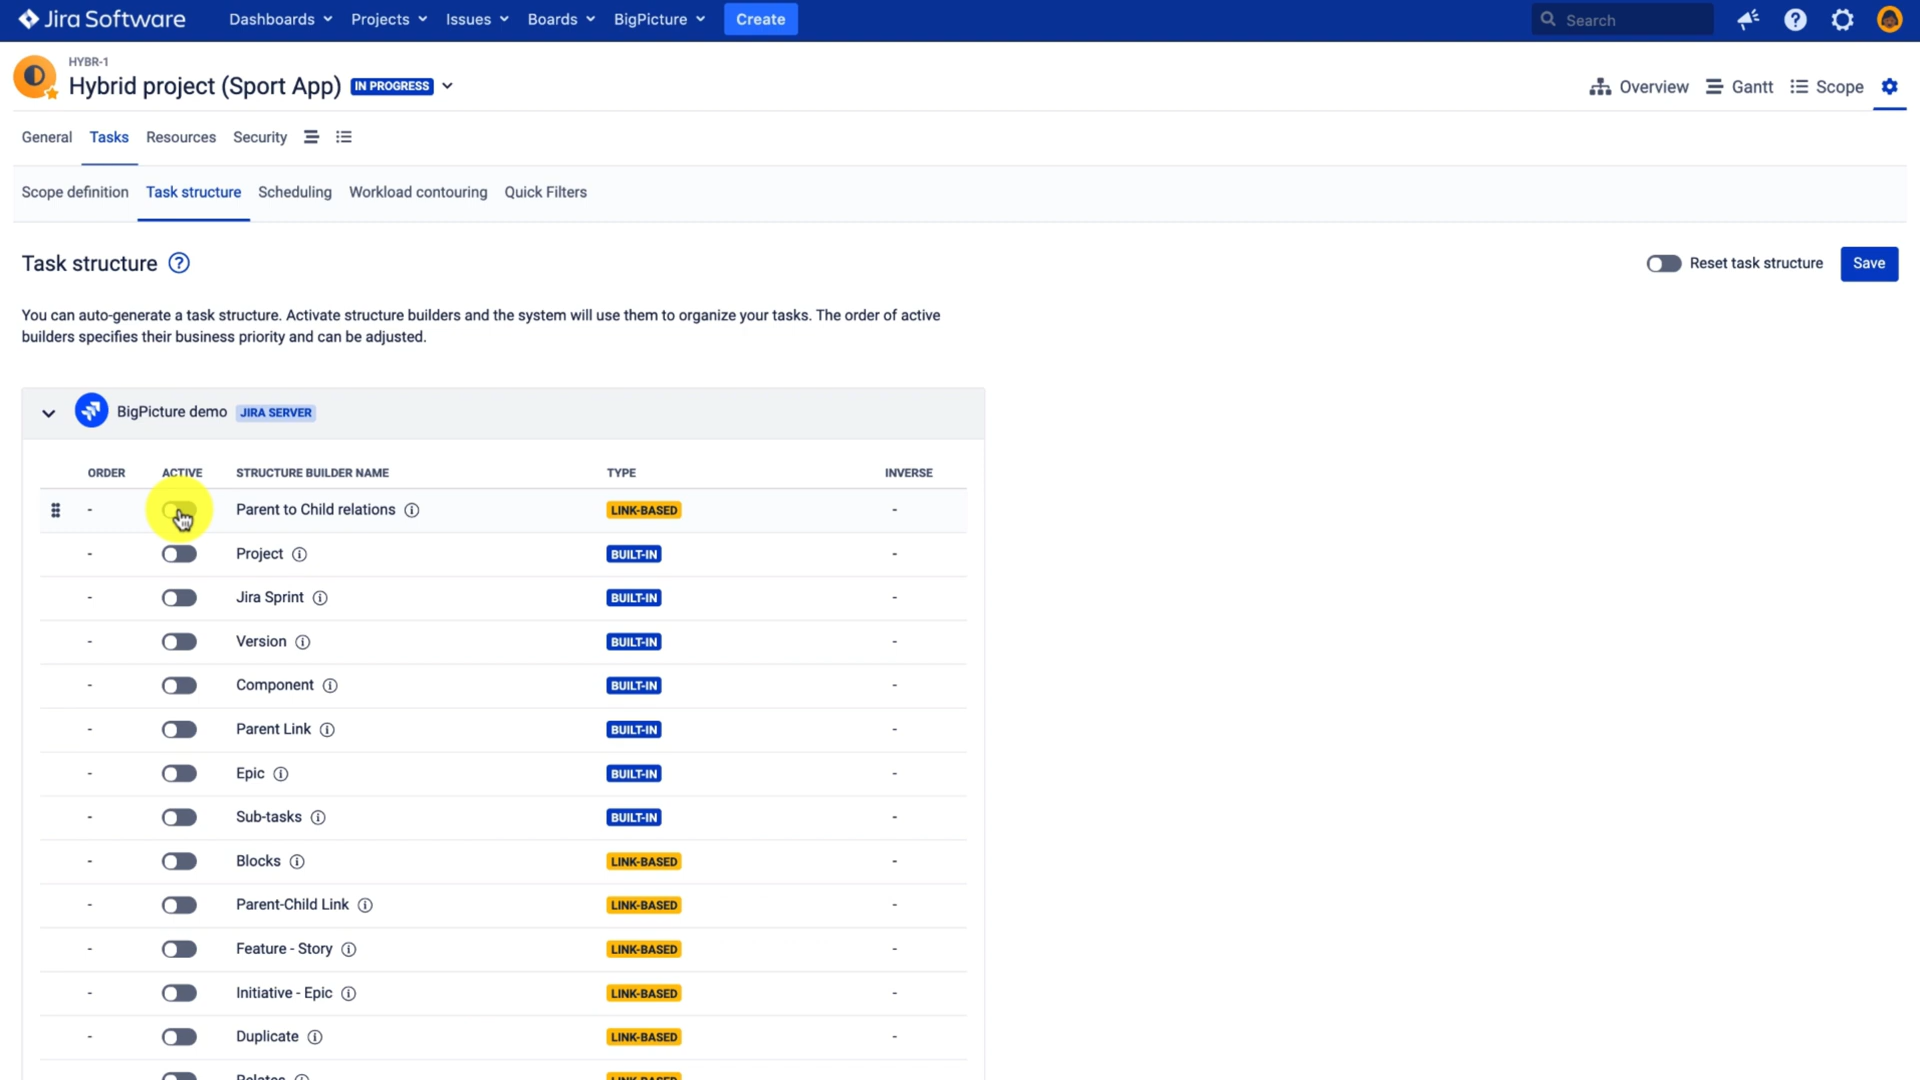 Jira Software Dashboards Projects Issues Boards BigPicture Create Search
HYBR-1
Hybrid project (Sport App) IN PROGRESS
Overview Gantt Scope
General Tasks Resources Security
Scope definition Task structure Scheduling Workload contouring Quick Filters
Task structure Reset task structure Save
You can auto-generate a task structure. Activate structure builders and the system will use them to organize your tasks. The order of active
builders specifies their business priority and can be adjusted.
BigPicture demo JIRA SERVER
ORDER ACTIVE STRUCTURE BUILDER NAME TYPE INVERSE
- Parent to Child relations LINK-BASED -
- Project BUILT-IN -
- Jira Sprint BUILT-IN -
- Version BUILT-IN -
- Component BUILT-IN -
- Parent Link BUILT-IN -
- Epic BUILT-IN -
- Sub-tasks BUILT-IN -
- Blocks LINK-BASED -
- Parent-Child Link LINK-BASED -
- Feature - Story LINK-BASED -
- Initiative - Epic LINK-BASED -
- Duplicate LINK-BASED -
Relates LINK-BASED